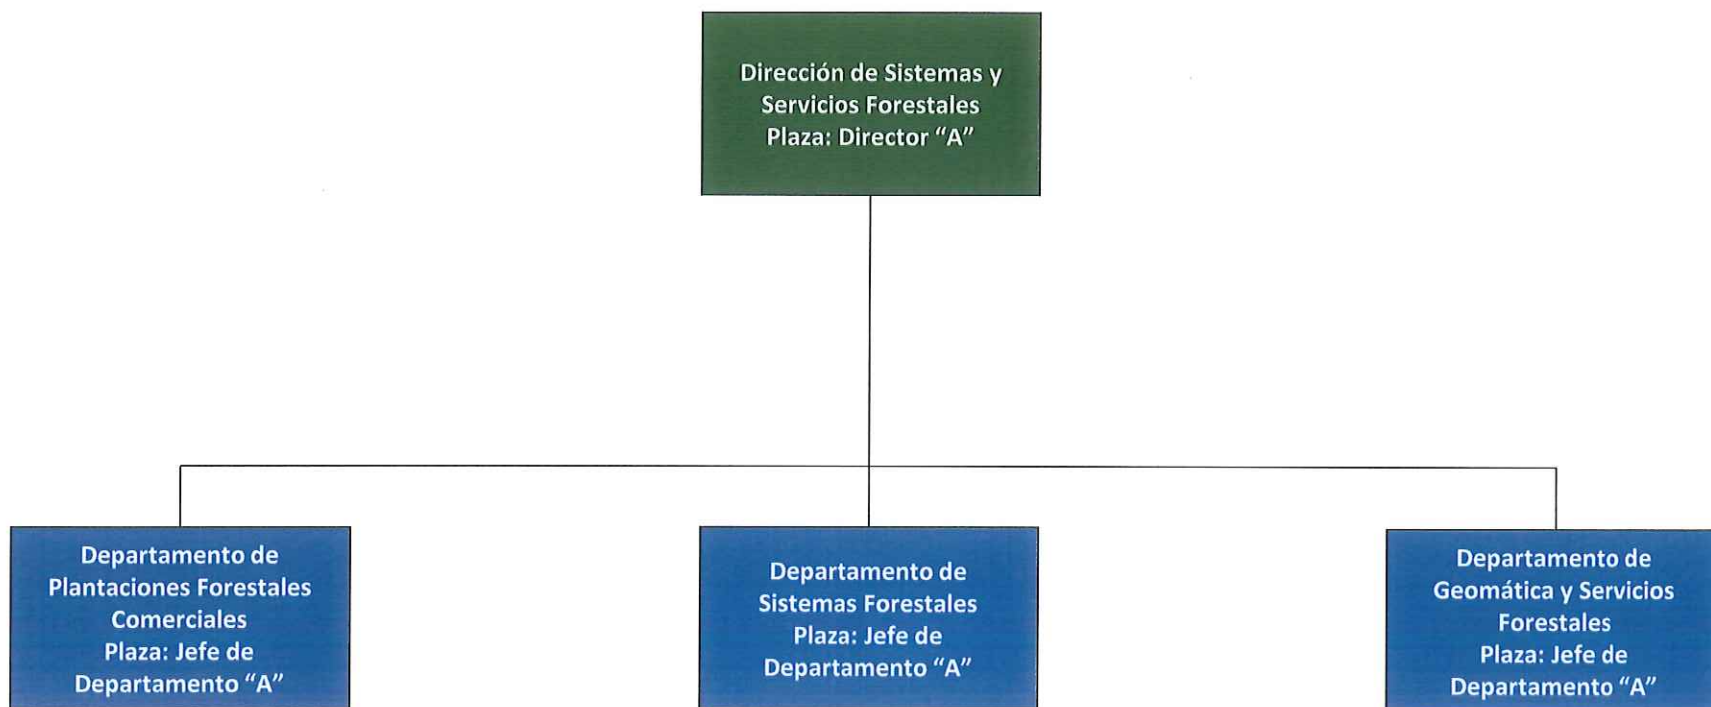 Dirección de Sistemas y
Servicios Forestales
Plaza: Director “A”
Departamento de
Plantaciones Forestales
Comerciales
Plaza: Jefe de
Departamento “A”
Departamento de
Sistemas Forestales
Plaza: Jefe de
Departamento “A”
Departamento de
Geomática y Servicios
Forestales
Plaza: Jefe de
Departamento “A”